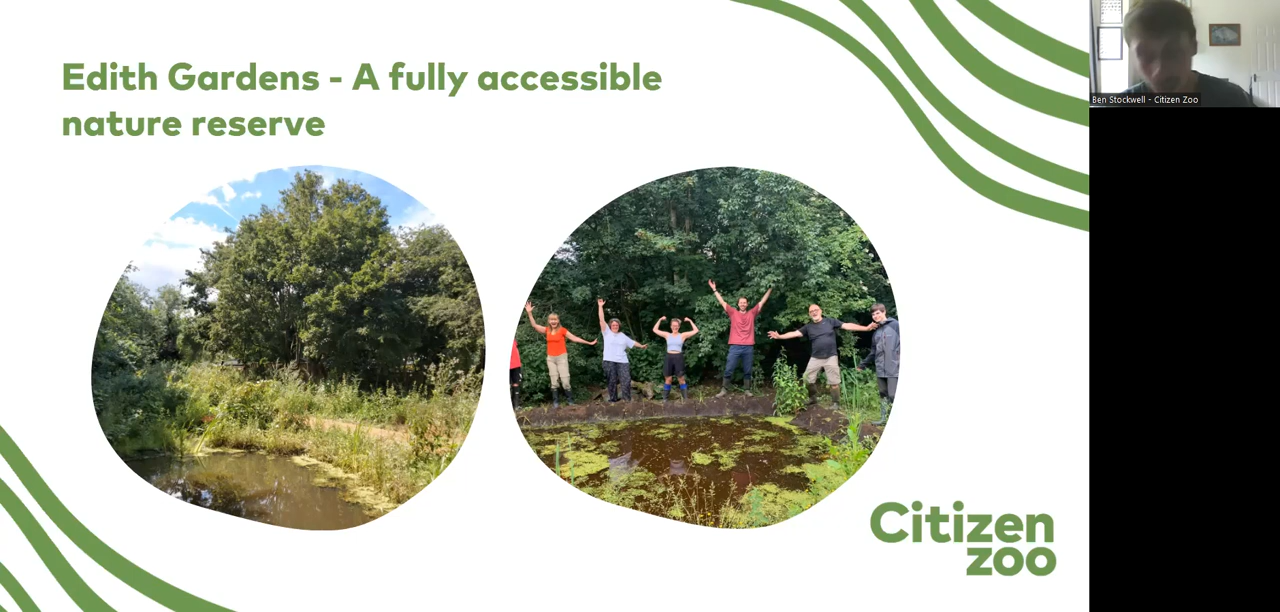 Edith Gardens - A fully accessible
nature reserve
Ben Stockwell - Citizen Zoo
Citizen
zoo